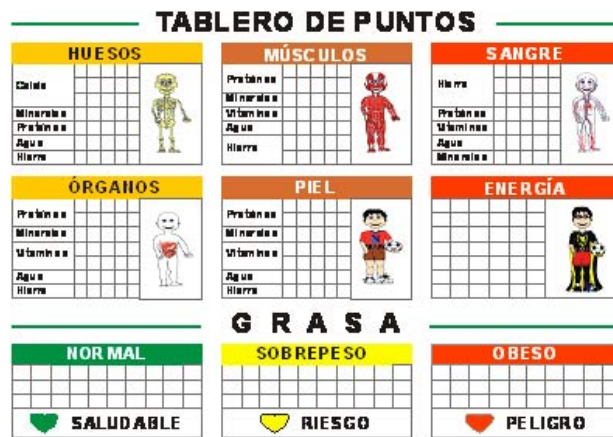 TABLERO DE PUNTOS
HUESOS
Calcio
Minerales
Proteínas
Agua
Hierro
MÚSCULOS
Proteínas
Minerales
Vitaminas
Agua
Hierro
SANGRE
Hierro
Proteínas
Vitaminas
Agua
Minerales
ÓRGANOS
Proteínas
Minerales
Vitaminas
Agua
Hierro
PIEL
Proteínas
Minerales
Vitaminas
Agua
Hierro
ENERGÍA
GRASA
NORMAL
SALUDABLE
SOBREPESO
RIESGO
OBESO
PELIGRO